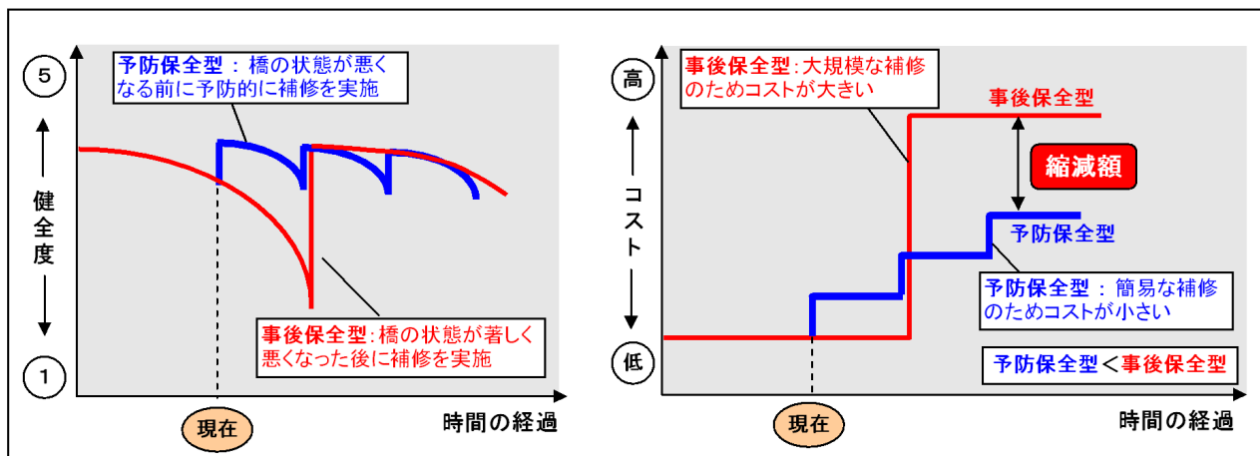 5
健全度
1
予防保全型：橋の状態が悪く
なる前に予防的に補修を実施
事後保全型：橋の状態が著しく
悪くなった後に補修を実施
現在
時間の経過
高
コスト
低
事後保全型：大規模な補修
のためコストが大きい
事後保全型
縮減額
予防保全型
予防保全型：簡易な補修
のためコストが小さい
予防保全型＜事後保全型
現在
時間の経過